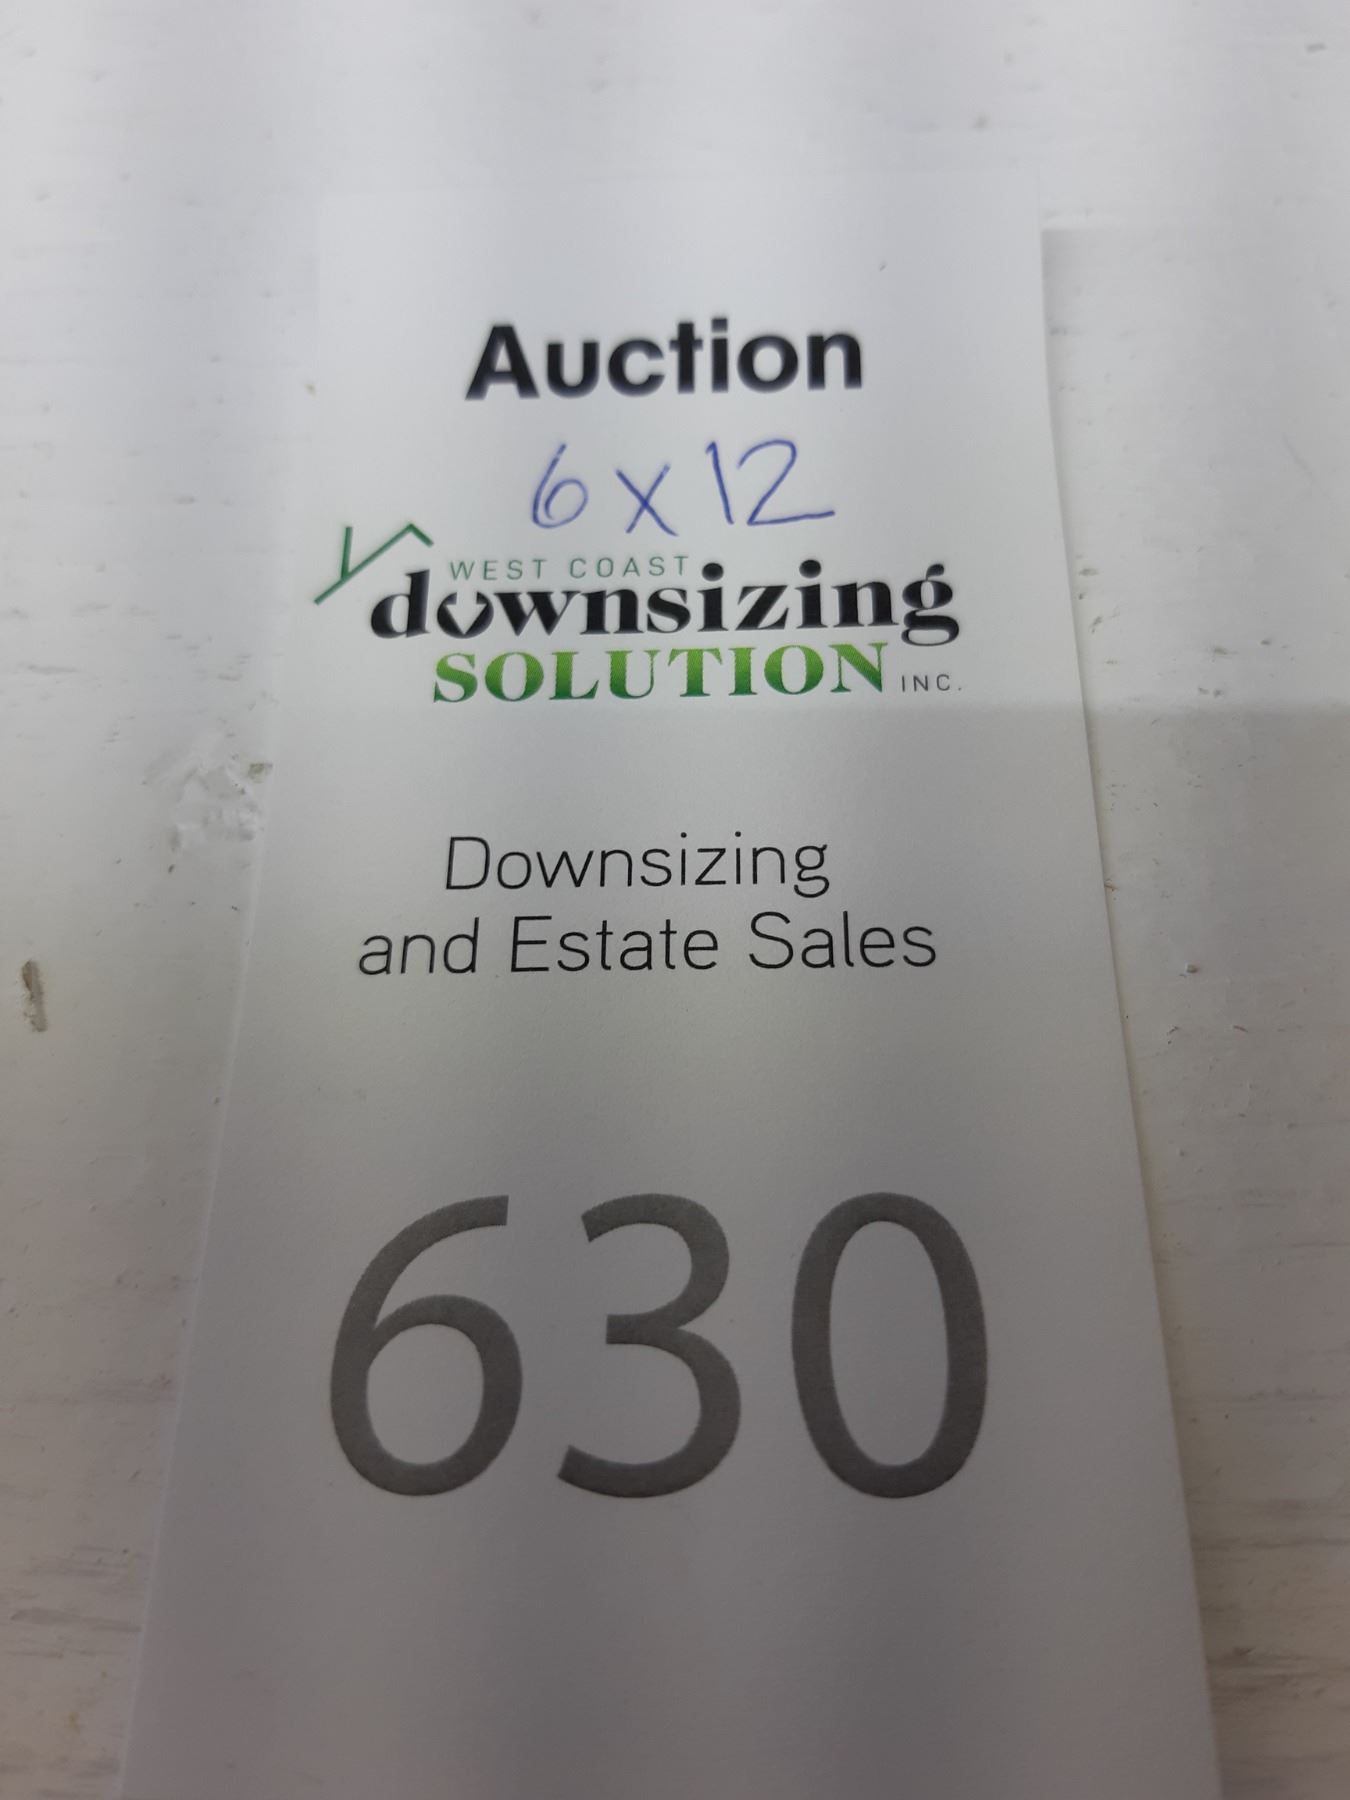 Auction
6 x 12
WEST COAST
downsizing
SOLUTION INC.
Downsizing
and Estate Sales
630